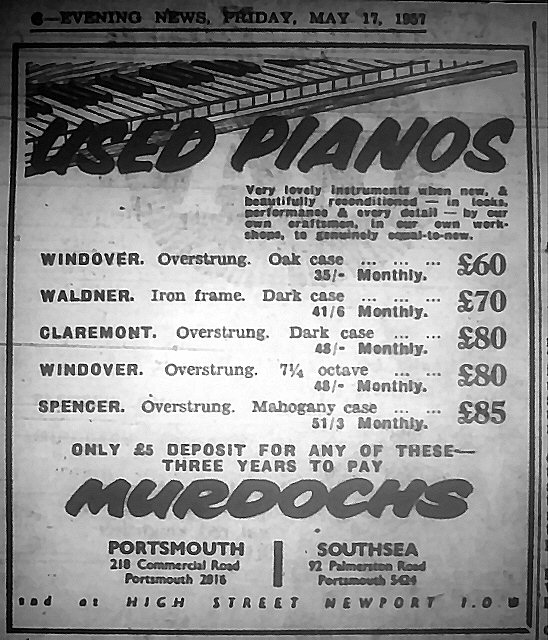 6—EVENING NEWS, FRIDAY, MAY 17, 1957
USED PIANOS
Very lovely instruments when new, &
beautifully reconditioned — in looks,
performance & every detail — by our
own craftsmen, in our own work-
shops, to genuinely equal-to-new.
WINDOVER. Overstrung. Oak case ... ... ... £60
35/- Monthly.
WALDNER. Iron frame. Dark case ... ... ... £70
41/6 Monthly.
CLAREMONT. Overstrung. Dark case ... ... £80
48/- Monthly.
WINDOVER. Overstrung. 7¼ octave ... ... £80
48/- Monthly.
SPENCER. Overstrung. Mahogany case ... ... £85
51/3 Monthly.
ONLY £5 DEPOSIT FOR ANY OF THESE—
THREE YEARS TO PAY
MURDOCHS
PORTSMOUTH
218 Commercial Road
Portsmouth 2816
SOUTHSEA
92 Palmerston Road
Portsmouth 5424
and at HIGH STREET NEWPORT I.O.W